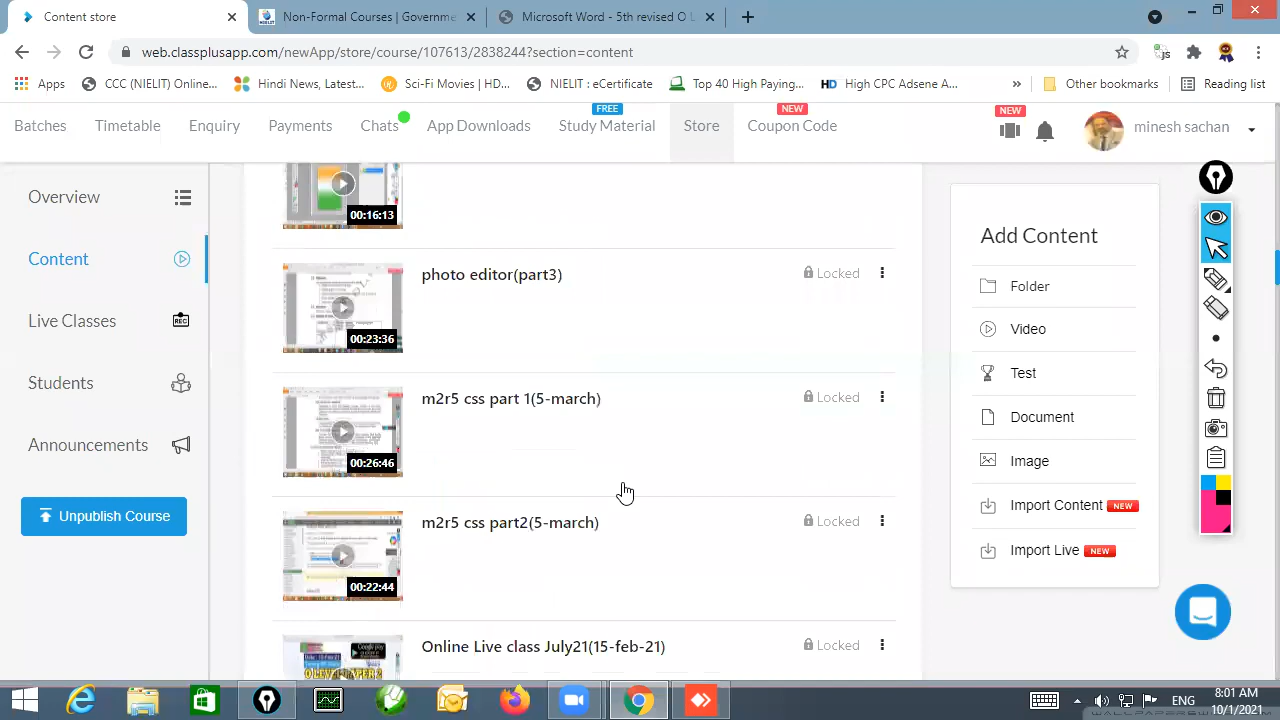 Content store
Non-Formal Courses | Governme
Microsoft Word - 5th revised O L
web.classplusapp.com/newApp/store/course/107613/283824?section=content
Apps
CCC (NIELIT) Online...
Hindi News, Latest...
Sci-Fi Movies | HD...
NIELIT : eCertificate
Top 40 High Paying...
HD High CPC Adsene A...
»
Other bookmarks
Reading list
Batches
Timetable
Enquiry
Payments
Chats
App Downloads
FREE
Study Material
Store
NEW
Coupon Code
NEW
minesh sachan
Overview
Content
Live Classes
REC
Students
Announcements
Unpublish Course
00:16:13
photo editor(part3)
Locked
00:23:36
m2r5 css part 1(5-march)
Locked
00:26:46
m2r5 css part2(5-march)
Locked
00:22:44
Online Live class July21(15-feb-21)
Locked
Add Content
Folder
Video
Test
Document
Image
Import Content NEW
Import Live NEW
ENG
8:01 AM
10/1/2021